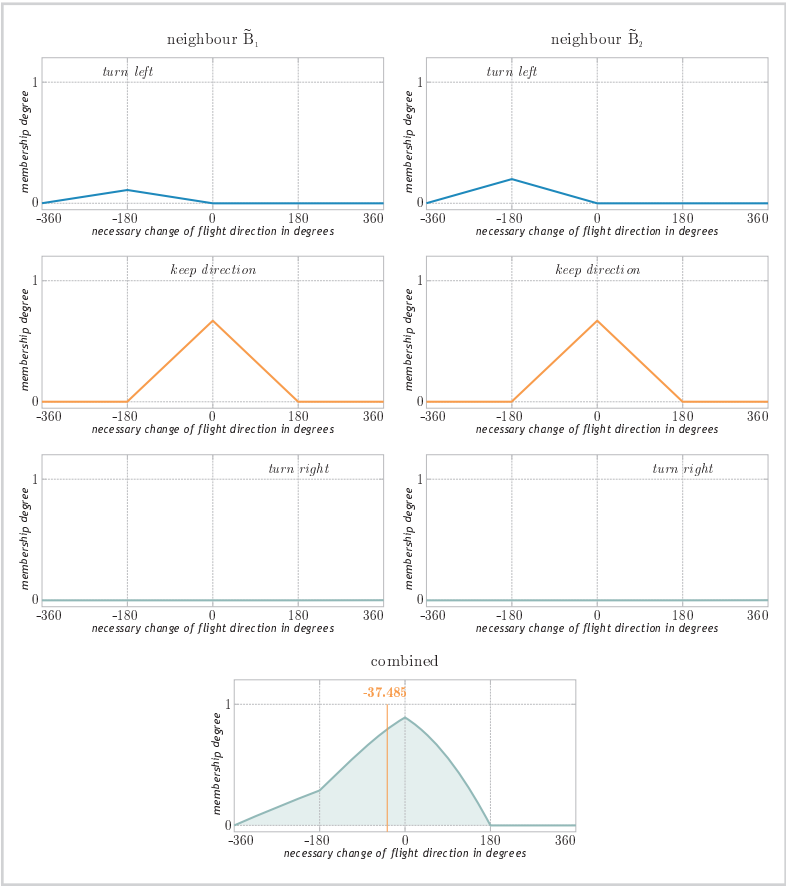 neighbour B̃₁
neighbour B̃₂
turn left
1
membership degree
0
-360 -180 0 180 360
necessary change of flight direction in degrees
turn left
1
membership degree
0
-360 -180 0 180 360
necessary change of flight direction in degrees
keep direction
1
membership degree
0
-360 -180 0 180 360
necessary change of flight direction in degrees
keep direction
1
membership degree
0
-360 -180 0 180 360
necessary change of flight direction in degrees
turn right
1
membership degree
0
-360 -180 0 180 360
necessary change of flight direction in degrees
turn right
1
membership degree
0
-360 -180 0 180 360
necessary change of flight direction in degrees
combined
-37.485
1
membership degree
0
-360 -180 0 180 360
necessary change of flight direction in degrees